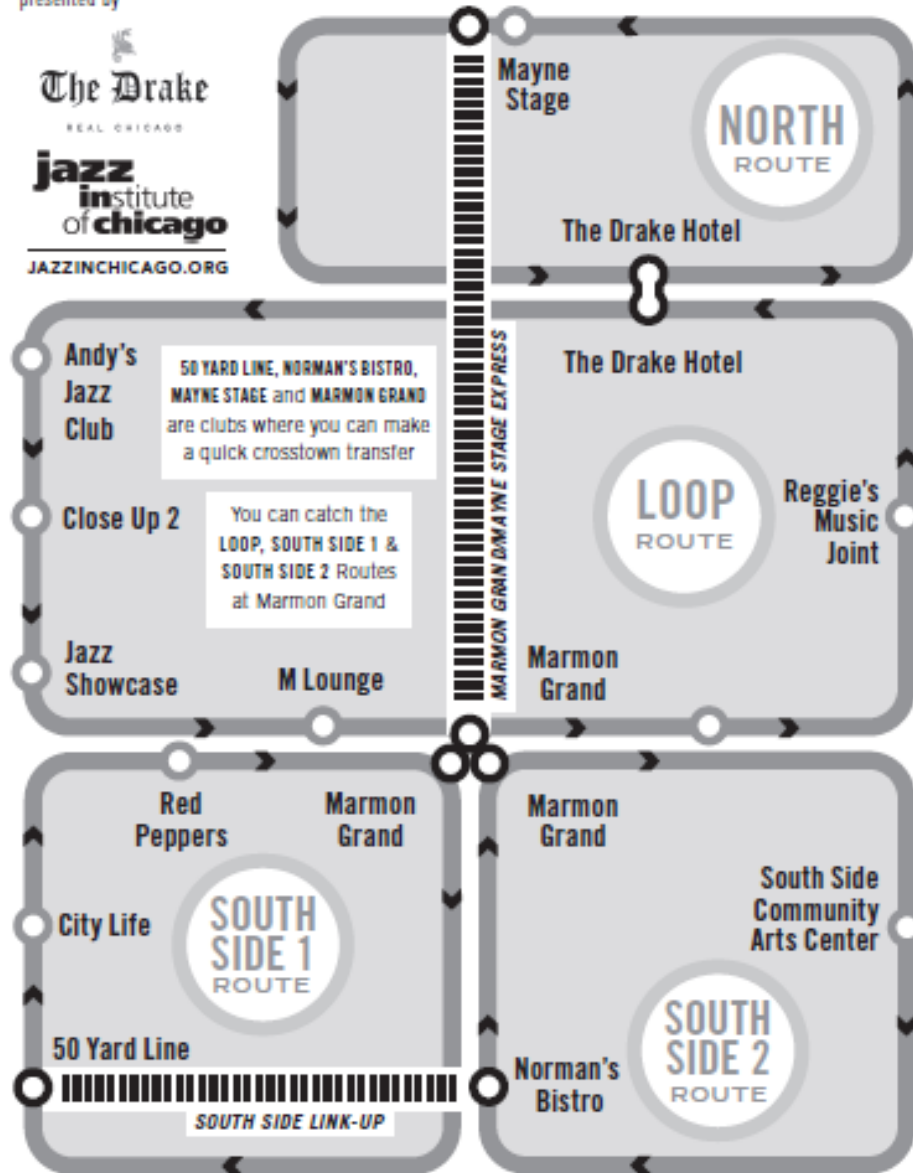 presented by
The Drake
REAL CHICAGO
jazz
institute
of chicago
JAZZINCHICAGO.ORG
Mayne
Stage
NORTH
ROUTE
The Drake Hotel
Andy's
Jazz
Club
50 YARD LINE, NORMAN'S BISTRO,
MAYNE STAGE and MARMON GRAND
are clubs where you can make
a quick crosstown transfer
MARMON GRAND/MAYNE STAGE EXPRESS
The Drake Hotel
Close Up 2
You can catch the
LOOP, SOUTH SIDE 1 &
SOUTH SIDE 2 Routes
at Marmon Grand
LOOP
ROUTE
Reggie's
Music
Joint
Jazz
Showcase
M Lounge
Marmon
Grand
Red
Peppers
Marmon
Grand
Marmon
Grand
City Life
SOUTH
SIDE 1
ROUTE
South Side
Community
Arts Center
50 Yard Line
SOUTH SIDE LINK-UP
Norman's
Bistro
SOUTH
SIDE 2
ROUTE